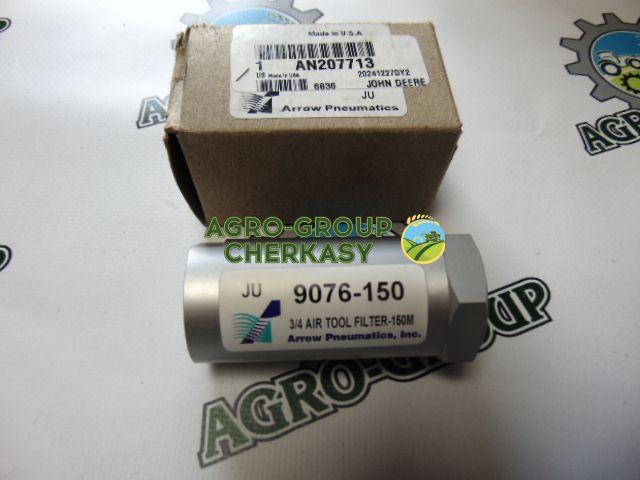 Made in U.S.A
1 AN207713
US Made In USA 20241227DY2
6836 JOHN DEERE
JU
Arrow Pneumatics
AGRO-GROUP
CHERKASY
JU 9076-150
3/4 AIR TOOL FILTER-150M
Arrow Pneumatics, Inc.
AGRO-GROUP
AGRO-GROUP